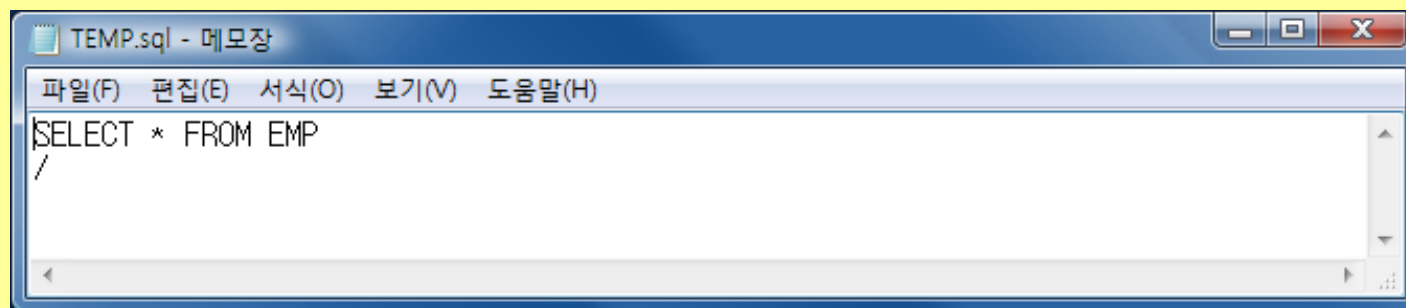 TEMP.sql - 메모장
파일(F) 편집(E) 서식(O) 보기(V) 도움말(H)
SELECT * FROM EMP
/